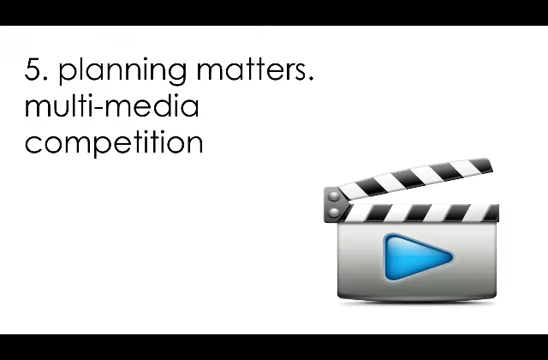 5. planning matters.
multi-media
competition